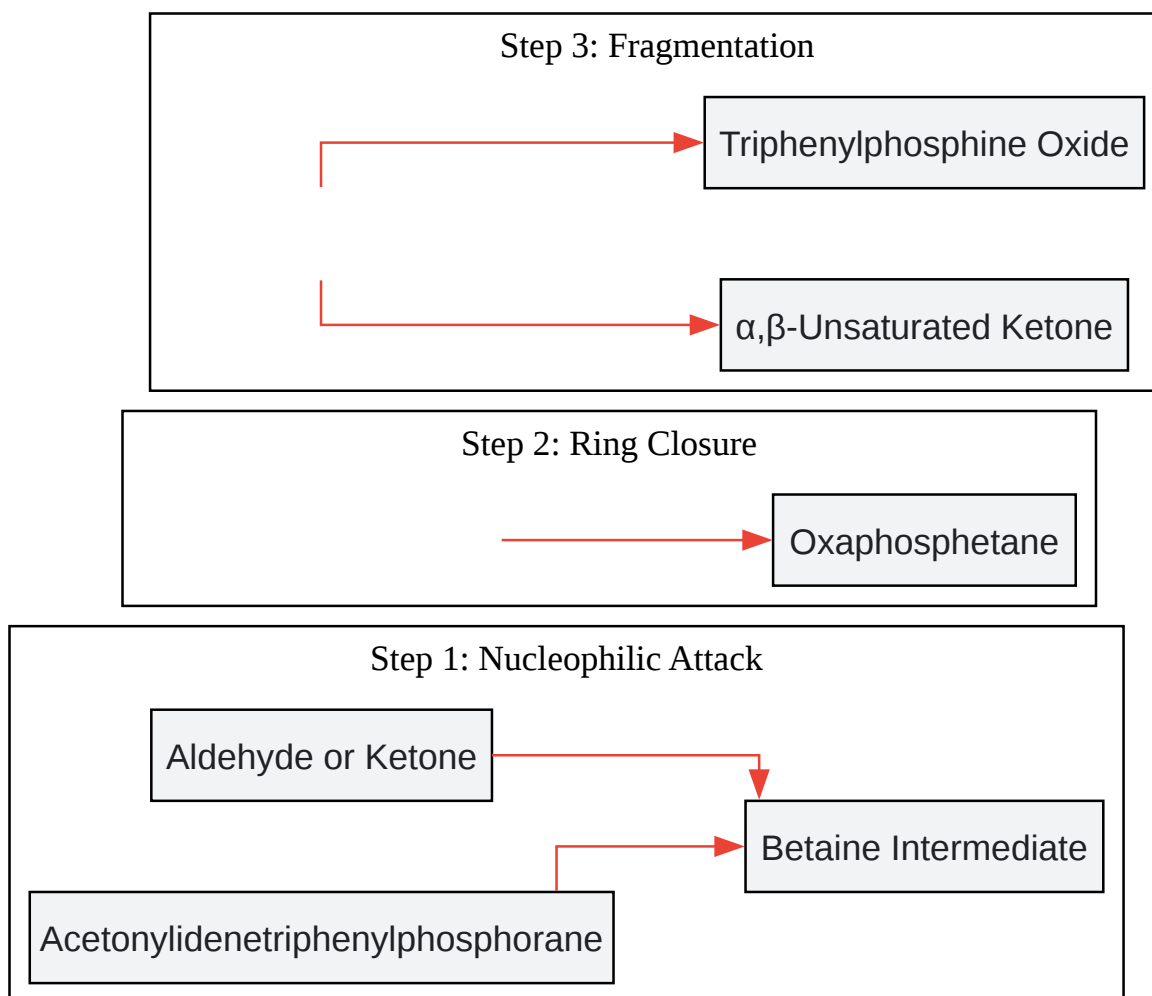 Step 3: Fragmentation
Triphenylphosphine Oxide
α,β-Unsaturated Ketone
Step 2: Ring Closure
Oxaphosphetane
Step 1: Nucleophilic Attack
Aldehyde or Ketone
Betaine Intermediate
Acetonylidenetriphenylphosphorane